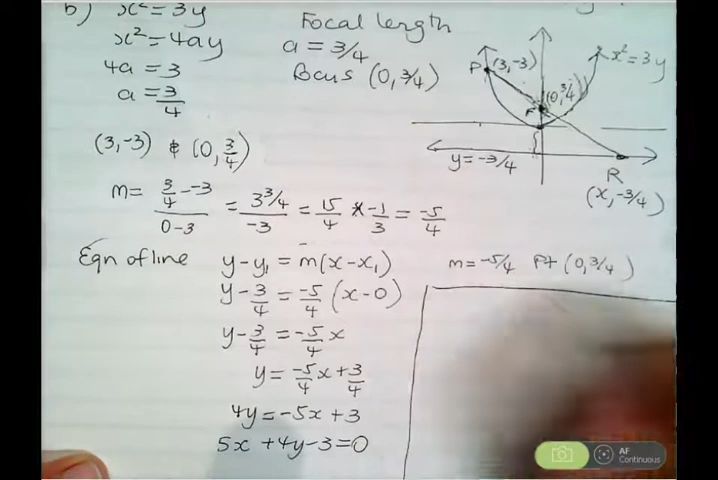 b) x² = 3y
x² = 4ay
4a = 3
a = 3/4
Focal length
a = 3/4
Focus (0, 3/4)
P (3,-3)
x² = 3y
(0, 3/4)
F
y = -3/4
R
(x, -3/4)
(3,-3) & (0, 3/4)
m = (3/4 - -3)/(0-3) = (3 3/4)/(-3) = 15/4 * -1/3 = -5/4
Eqn of line y-y₁ = m(x-x₁) m = -5/4 Pt (0, 3/4)
y - 3/4 = -5/4 (x-0)
y - 3/4 = -5/4 x
y = -5/4 x + 3/4
4y = -5x + 3
5x + 4y - 3 = 0
AF
Continuous